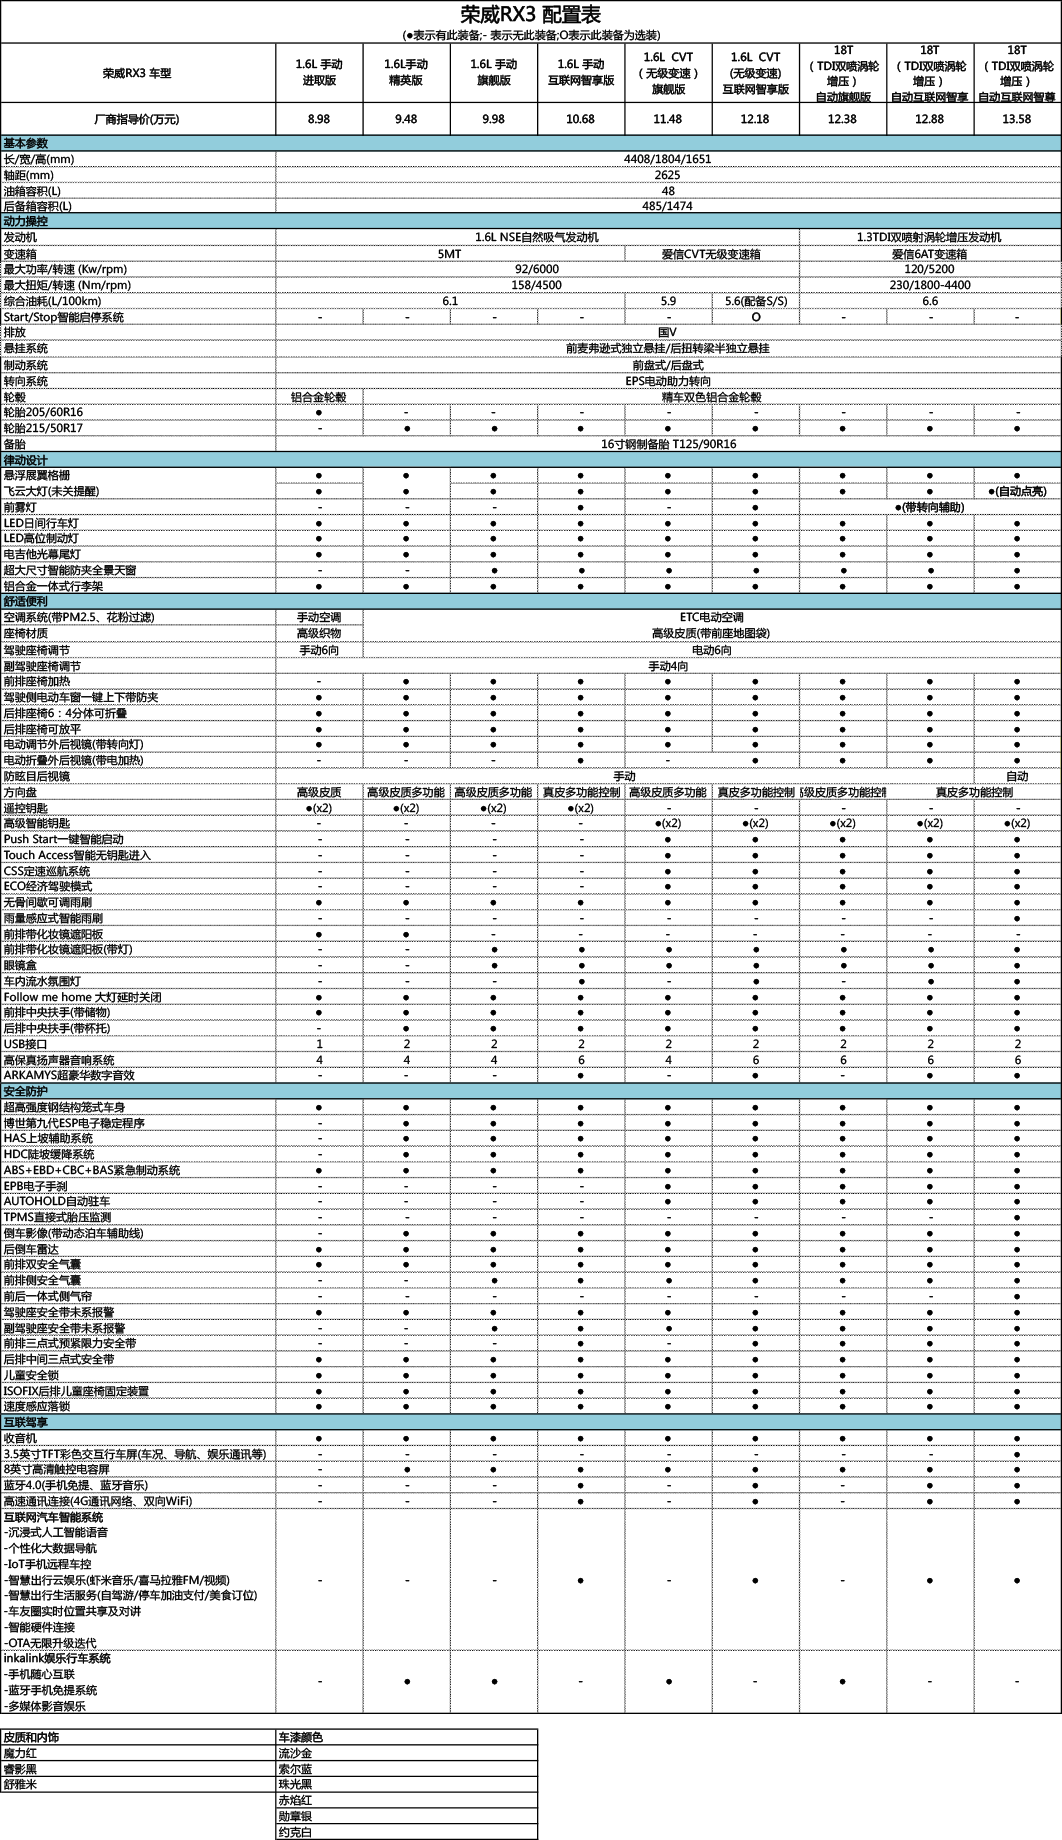 荣威RX3 配置表
(●表示有此装备;- 表示无此装备;O表示此装备为选装)
荣威RX3 车型 1.6L 手动 进取版 1.6L手动 精英版 1.6L 手动 旗舰版 1.6L 手动 互联网智享版 1.6L CVT （无级变速） 旗舰版 1.6L CVT (无级变速) 互联网智享版 18T （TDI双喷涡轮增压） 自动旗舰版 18T （TDI双喷涡轮增压） 自动互联网智享 18T （TDI双喷涡轮增压） 自动互联网智尊
厂商指导价(万元) 8.98 9.48 9.98 10.68 11.48 12.18 12.38 12.88 13.58
基本参数
长/宽/高(mm) 4408/1804/1651
轴距(mm) 2625
油箱容积(L) 48
后备箱容积(L) 485/1474
动力操控
发动机 1.6L NSE自然吸气发动机 1.3TDI双喷射涡轮增压发动机
变速箱 5MT 爱信CVT无级变速箱 爱信6AT变速箱
最大功率/转速 (Kw/rpm) 92/6000 120/5200
最大扭矩/转速 (Nm/rpm) 158/4500 230/1800-4400
综合油耗(L/100km) 6.1 5.9 5.6(配备S/S) 6.6
Start/Stop智能启停系统 - - - - - O - - -
排放 国V
悬挂系统 前麦弗逊式独立悬挂/后扭转梁半独立悬挂
制动系统 前盘式/后盘式
转向系统 EPS电动助力转向
轮毂 铝合金轮毂 精车双色铝合金轮毂
轮胎205/60R16 ● - - - - - - - -
轮胎215/50R17 - ● ● ● ● ● ● ● ●
备胎 16寸钢制备胎 T125/90R16
律动设计
悬浮展翼格栅 ● ● ● ● ● ● ● ● ●
飞云大灯(未关提醒) ● ● ● ● ● ● ● ● ●(自动点亮)
前雾灯 - - - ● - ● ●(带转向辅助)
LED日间行车灯 ● ● ● ● ● ● ● ● ●
LED高位制动灯 ● ● ● ● ● ● ● ● ●
电吉他光幕尾灯 ● ● ● ● ● ● ● ● ●
超大尺寸智能防夹全景天窗 - - ● ● ● ● ● ● ●
铝合金一体式行李架 ● ● ● ● ● ● ● ● ●
舒适便利
空调系统(带PM2.5、花粉过滤) 手动空调 ETC电动空调
座椅材质 高级织物 高级皮质(带前座地图袋)
驾驶座椅调节 手动6向 电动6向
副驾驶座椅调节 手动4向
前排座椅加热 - ● ● ● ● ● ● ● ●
驾驶侧电动车窗一键上下带防夹 ● ● ● ● ● ● ● ● ●
后排座椅6：4分体可折叠 ● ● ● ● ● ● ● ● ●
后排座椅可放平 ● ● ● ● ● ● ● ● ●
电动调节外后视镜(带转向灯) ● ● ● ● ● ● ● ● ●
电动折叠外后视镜(带电加热) - - - ● - ● ● ● ●
防眩目后视镜 手动 自动
方向盘 高级皮质 高级皮质多功能 高级皮质多功能 真皮多功能控制 高级皮质多功能 真皮多功能控制 级皮质多功能控制 真皮多功能控制
遥控钥匙 ●(x2) ●(x2) ●(x2) ●(x2) - - - - -
高级智能钥匙 - - - - ●(x2) ●(x2) ●(x2) ●(x2) ●(x2)
Push Start一键智能启动 - - - - ● ● ● ● ●
Touch Access智能无钥匙进入 - - - - ● ● ● ● ●
CSS定速巡航系统 - - - - ● ● ● ● ●
ECO经济驾驶模式 - - - - ● ● ● ● ●
无骨间歇可调雨刷 ● ● ● ● ● ● ● ● ●
雨量感应式智能雨刷 - - - - - - - - ●
前排带化妆镜遮阳板 ● ● - - - - - - -
前排带化妆镜遮阳板(带灯) - - ● ● ● ● ● ● ●
眼镜盒 - - ● ● ● ● ● ● ●
车内流水氛围灯 - - - ● - ● - ● ●
Follow me home 大灯延时关闭 ● ● ● ● ● ● ● ● ●
前排中央扶手(带储物) ● ● ● ● ● ● ● ● ●
后排中央扶手(带杯托) - ● ● ● ● ● ● ● ●
USB接口 1 2 2 2 2 2 2 2 2
高保真扬声器音响系统 4 4 4 6 4 6 6 6 6
ARKAMYS超豪华数字音效 - - - ● - ● - ● ●
安全防护
超高强度钢结构笼式车身 ● ● ● ● ● ● ● ● ●
博世第九代ESP电子稳定程序 - ● ● ● ● ● ● ● ●
HAS上坡辅助系统 - ● ● ● ● ● ● ● ●
HDC陡坡缓降系统 - ● ● ● ● ● ● ● ●
ABS+EBD+CBC+BAS紧急制动系统 ● ● ● ● ● ● ● ● ●
EPB电子手刹 - - - - ● ● ● ● ●
AUTOHOLD自动驻车 - - - - ● ● ● ● ●
TPMS直接式胎压监测 - - - - - - - - ●
倒车影像(带动态泊车辅助线) - ● ● ● ● ● ● ● ●
后倒车雷达 ● ● ● ● ● ● ● ● ●
前排双安全气囊 ● ● ● ● ● ● ● ● ●
前排侧安全气囊 - - ● ● ● ● ● ● ●
前后一体式侧气帘 - - - - - - - - ●
驾驶座安全带未系报警 ● ● ● ● ● ● ● ● ●
副驾驶座安全带未系报警 - - ● ● ● ● ● ● ●
前排三点式预紧限力安全带 - - - ● - ● ● ● ●
后排中间三点式安全带 ● ● ● ● ● ● ● ● ●
儿童安全锁 ● ● ● ● ● ● ● ● ●
ISOFIX后排儿童座椅固定装置 ● ● ● ● ● ● ● ● ●
速度感应落锁 ● ● ● ● ● ● ● ● ●
互联驾享
收音机 ● ● ● ● ● ● ● ● ●
3.5英寸TFT彩色交互行车屏(车况、导航、娱乐通讯等) - - - - - - - - ●
8英寸高清触控电容屏 - ● ● ● ● ● ● ● ●
蓝牙4.0(手机免提、蓝牙音乐) - - - ● - ● - ● ●
高速通讯连接(4G通讯网络、双向WiFi) - - - ● - ● - ● ●
互联网汽车智能系统
-沉浸式人工智能语音
-个性化大数据导航
-IoT手机远程车控
-智慧出行云娱乐(虾米音乐/喜马拉雅FM/视频) - - - ● - ● - ● ●
-智慧出行生活服务(自驾游/停车加油支付/美食订位)
-车友圈实时位置共享及对讲
-智能硬件连接
-OTA无限升级迭代
inkalink娱乐行车系统
-手机随心互联
- ● ● - ● - ● - -
-蓝牙手机免提系统
-多媒体影音娱乐
皮质和内饰 车漆颜色
魔力红 流沙金
睿影黑 索尔蓝
舒雅米 珠光黑
赤焰红
勋章银
约克白